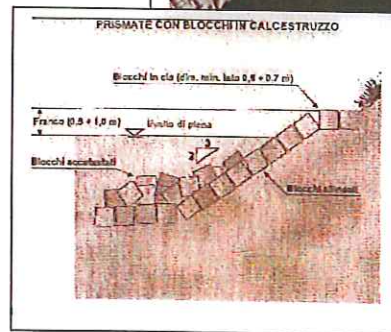 PRISMATE CON BLOCCHI IN CALCESTRUZZO
Blocchi in cls (dim. min. lato 0,5 ÷ 0.7 m)
Franco (0.5 ÷ 1,0 m)
Livello di piena
3
2
Blocchi accatastati
Blocchi allineati